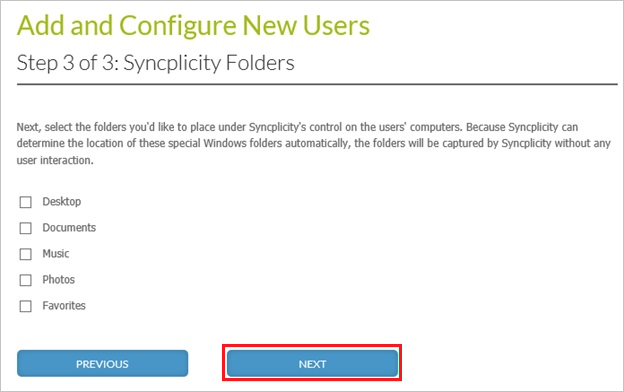 Add and Configure New Users
Step 3 of 3: Syncplicity Folders
Next, select the folders you'd like to place under Syncplicity's control on the users' computers. Because Syncplicity can
determine the location of these special Windows folders automatically, the folders will be captured by Syncplicity without any
user interaction.
Desktop
Documents
Music
Photos
Favorites
PREVIOUS
NEXT